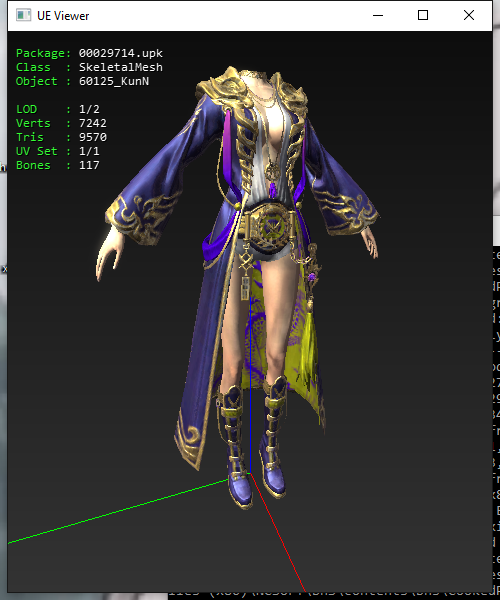 UE Viewer
Package: 00029714.upk
Class : SkeletalMesh
Object : 60125_KunN
LOD : 1/2
Verts : 7242
Tris : 9570
UV Set : 1/1
Bones : 117